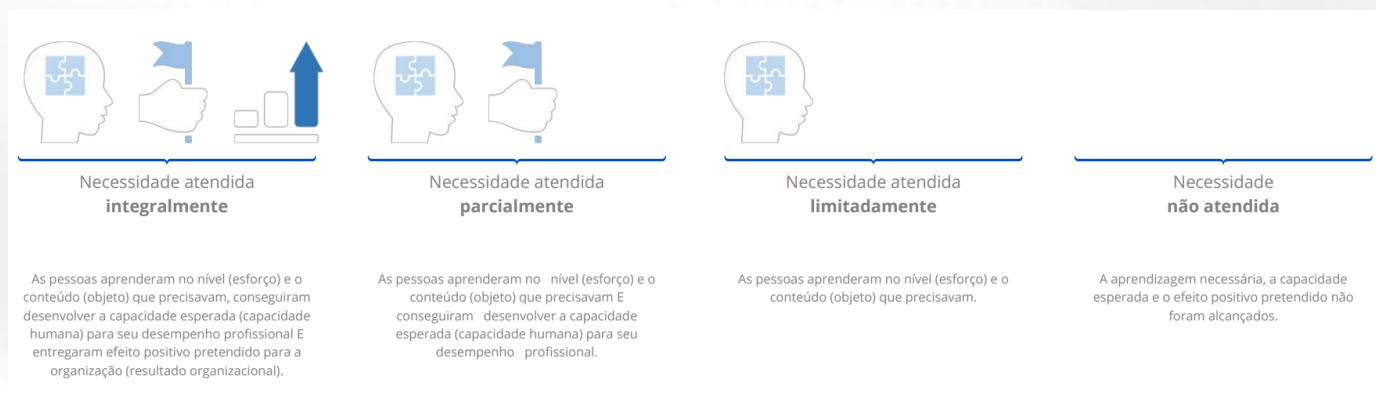 Necessidade atendida
integralmente
As pessoas aprenderam no nível (esforço) e o
conteúdo (objeto) que precisavam, conseguiram
desenvolver a capacidade esperada (capacidade
humana) para seu desempenho profissional E
entregaram efeito positivo pretendido para a
organização (resultado organizacional).
Necessidade atendida
parcialmente
As pessoas aprenderam no nível (esforço) e o
conteúdo (objeto) que precisavam E
conseguiram desenvolver a capacidade
esperada (capacidade humana) para seu
desempenho profissional.
Necessidade atendida
limitadamente
As pessoas aprenderam no nível (esforço) e o
conteúdo (objeto) que precisavam.
Necessidade
não atendida
A aprendizagem necessária, a capacidade
esperada e o efeito positivo pretendido não
foram alcançados.